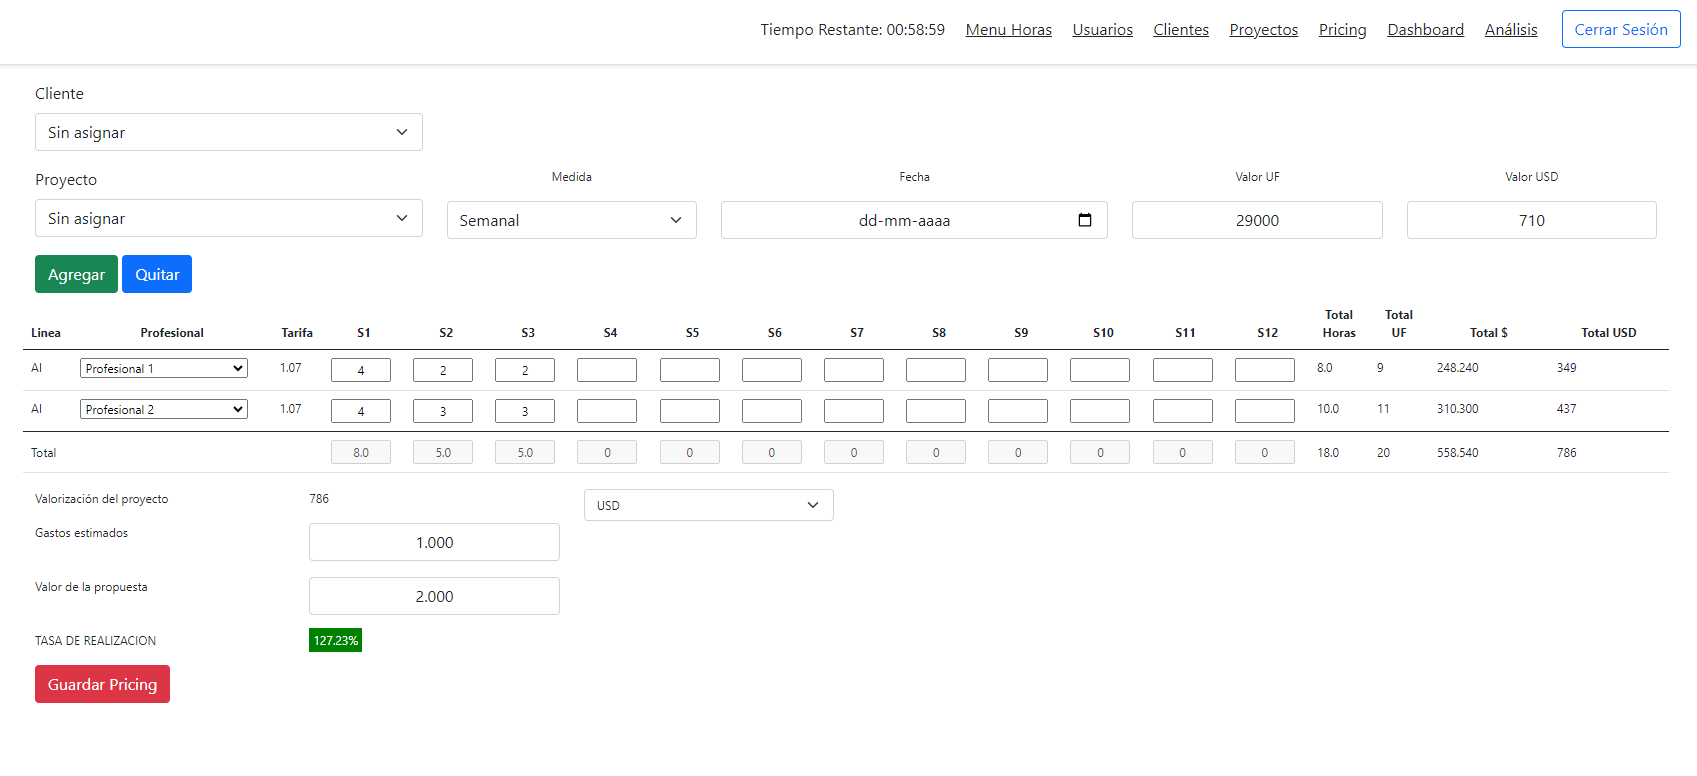 Tiempo Restante: 00:58:59 Menu Horas Usuarios Clientes Proyectos Pricing Dashboard Análisis Cerrar Sesión
Cliente
Sin asignar
Proyecto Medida Fecha Valor UF Valor USD
Sin asignar Semanal dd-mm-aaaa 29000 710
Agregar Quitar
Linea Profesional Tarifa S1 S2 S3 S4 S5 S6 S7 S8 S9 S10 S11 S12 Total Horas Total UF Total $ Total USD
AI Profesional 1 1.07 4 2 2 8.0 9 248.240 349
AI Profesional 2 1.07 4 3 3 10.0 11 310.300 437
Total 8.0 5.0 5.0 0 0 0 0 0 0 0 0 0 18.0 20 558.540 786
Valorización del proyecto 786 USD
Gastos estimados 1.000
Valor de la propuesta 2.000
TASA DE REALIZACION 127.23%
Guardar Pricing